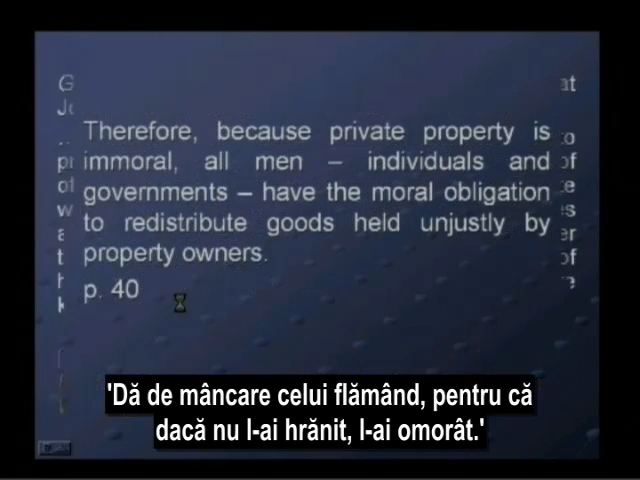 Therefore, because private property is
immoral, all men – individuals and
governments – have the moral obligation
to redistribute goods held unjustly by
property owners.
p. 40
'Dă de mâncare celui flămând, pentru că
dacă nu l-ai hrănit, l-ai omorât.'